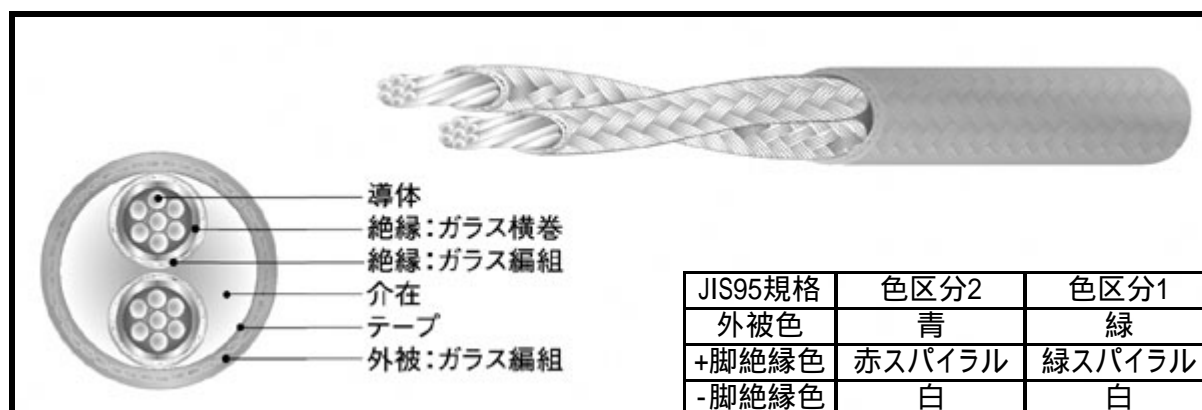 導体
絶縁:ガラス横巻
絶縁:ガラス編組
介在
テープ
外被:ガラス編組
JIS95規格 色区分2 色区分1
外被色 青 緑
+脚絶縁色 赤スパイラル 緑スパイラル
-脚絶縁色 白 白